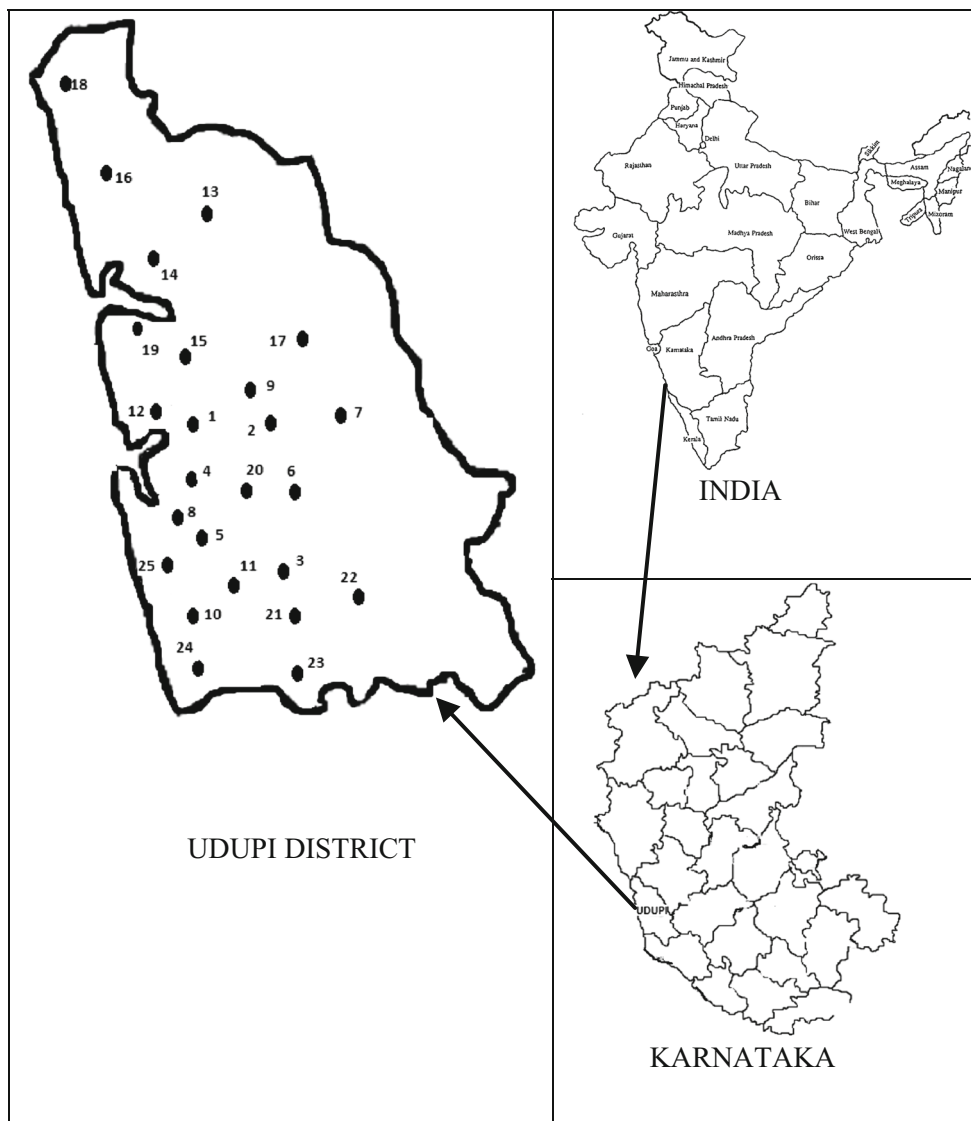 18
16
13
14
19
15
17
9
12
1
2
7
4
20
6
8
5
25
11
3
22
10
21
24
23
UDUPI DISTRICT
Jammu and Kashmir
Himachal Pradesh
Punjab
Haryana
Delhi
Rajasthan
Uttar Pradesh
Sikkim
Assam
Nagaland
Meghalaya
Manipur
Bihar
Tripura
Mizoram
Gujarat
Madhya Pradesh
West Bengal
Orissa
Maharasthra
Goa
Karnataka
Andhra Pradesh
Tamil Nadu
Kerala
INDIA
UDUPI
KARNATAKA